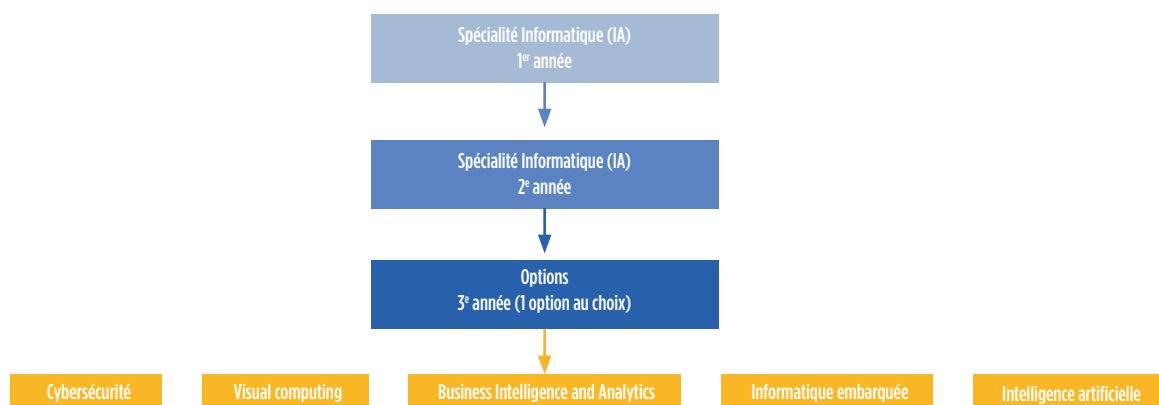 Spécialité Informatique (IA)
1er année
Spécialité Informatique (IA)
2e année
Options
3e année (1 option au choix)
Cybersécurité
Visual computing
Business Intelligence and Analytics
Informatique embarquée
Intelligence artificielle